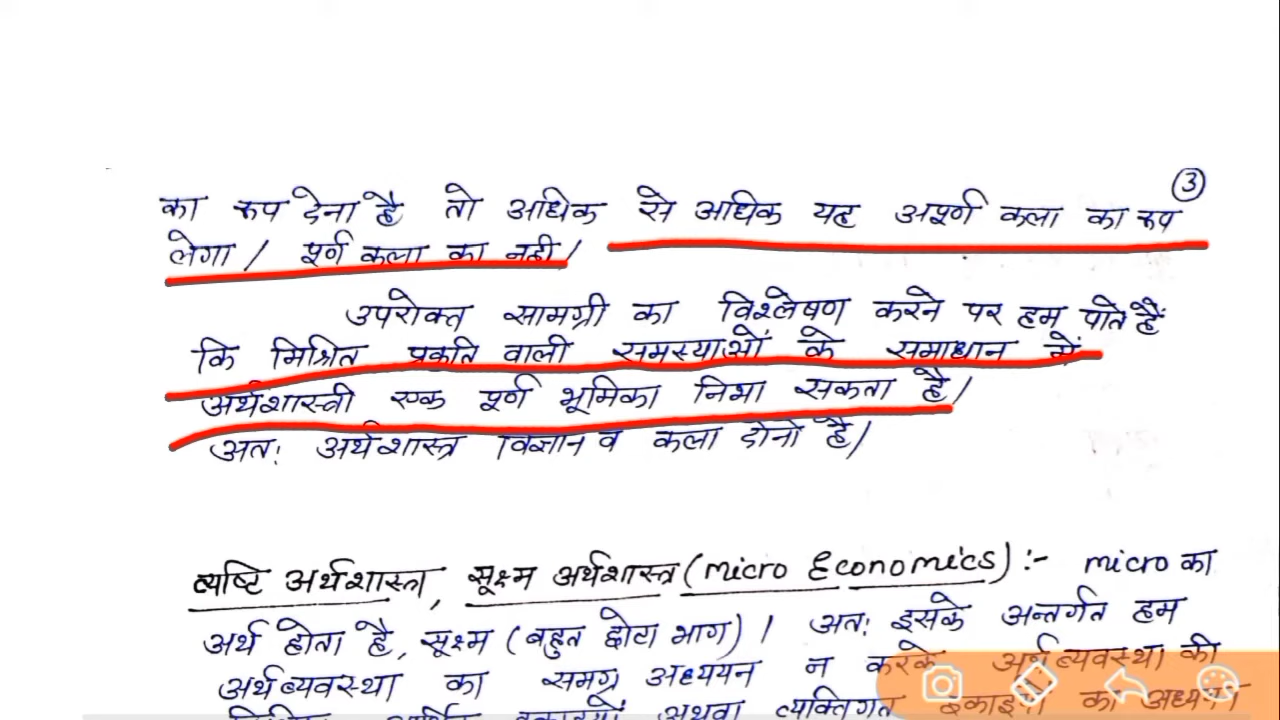 ③
का रूप देना है तो अधिक से अधिक यह अपूर्ण कला का रूप
लेगा। पूर्ण कला का नही।
उपरोक्त सामग्री का विश्लेषण करने पर हम पाते हैं
कि मिश्रित प्रकृति वाली समस्याओं के समाधान में
अर्थशास्त्री एक पूर्ण भूमिका निभा सकता है।
अतः अर्थशास्त्र विज्ञान व कला दोनो है।
व्यष्टि अर्थशास्त्र, सूक्ष्म अर्थशास्त्र (micro Economics) :- micro का
अर्थ होता है, सूक्ष्म (बहुत छोटा भाग)। अतः इसके अन्तर्गत हम
अर्थव्यवस्था का समग्र अध्ययन न करके अर्थव्यवस्था की
अथवा व्यक्तिगत इकाइयों का अध्ययन